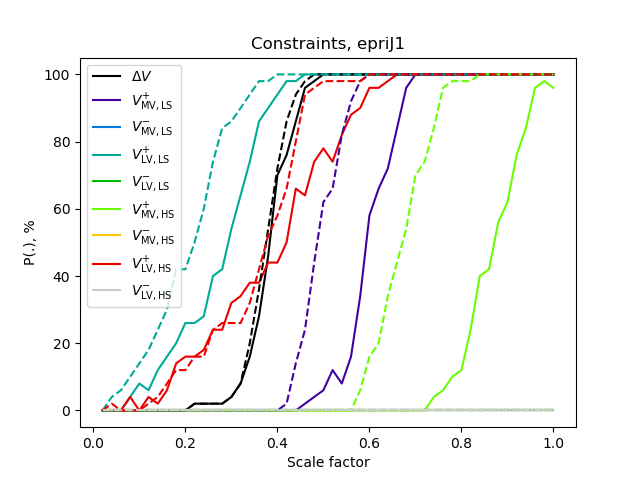 Constraints, epriJ1
P(.), %
100
80
60
40
20
0
ΔV
V⁺MV, LS
V⁻MV, LS
V⁺LV, LS
V⁻LV, LS
V⁺MV, HS
V⁻MV, HS
V⁺LV, HS
V⁻LV, HS
0.0 0.2 0.4 0.6 0.8 1.0
Scale factor